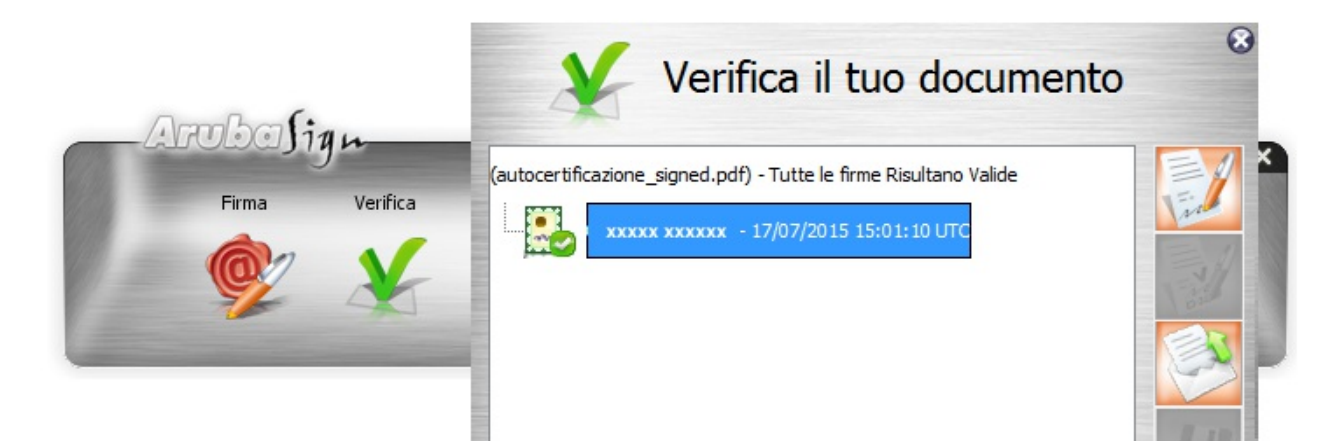 Verifica il tuo documento
ArubaSign
Firma
Verifica
(autocertificazione_signed.pdf) - Tutte le firme Risultano Valide
xxxxx xxxxxx - 17/07/2015 15:01:10 UTC